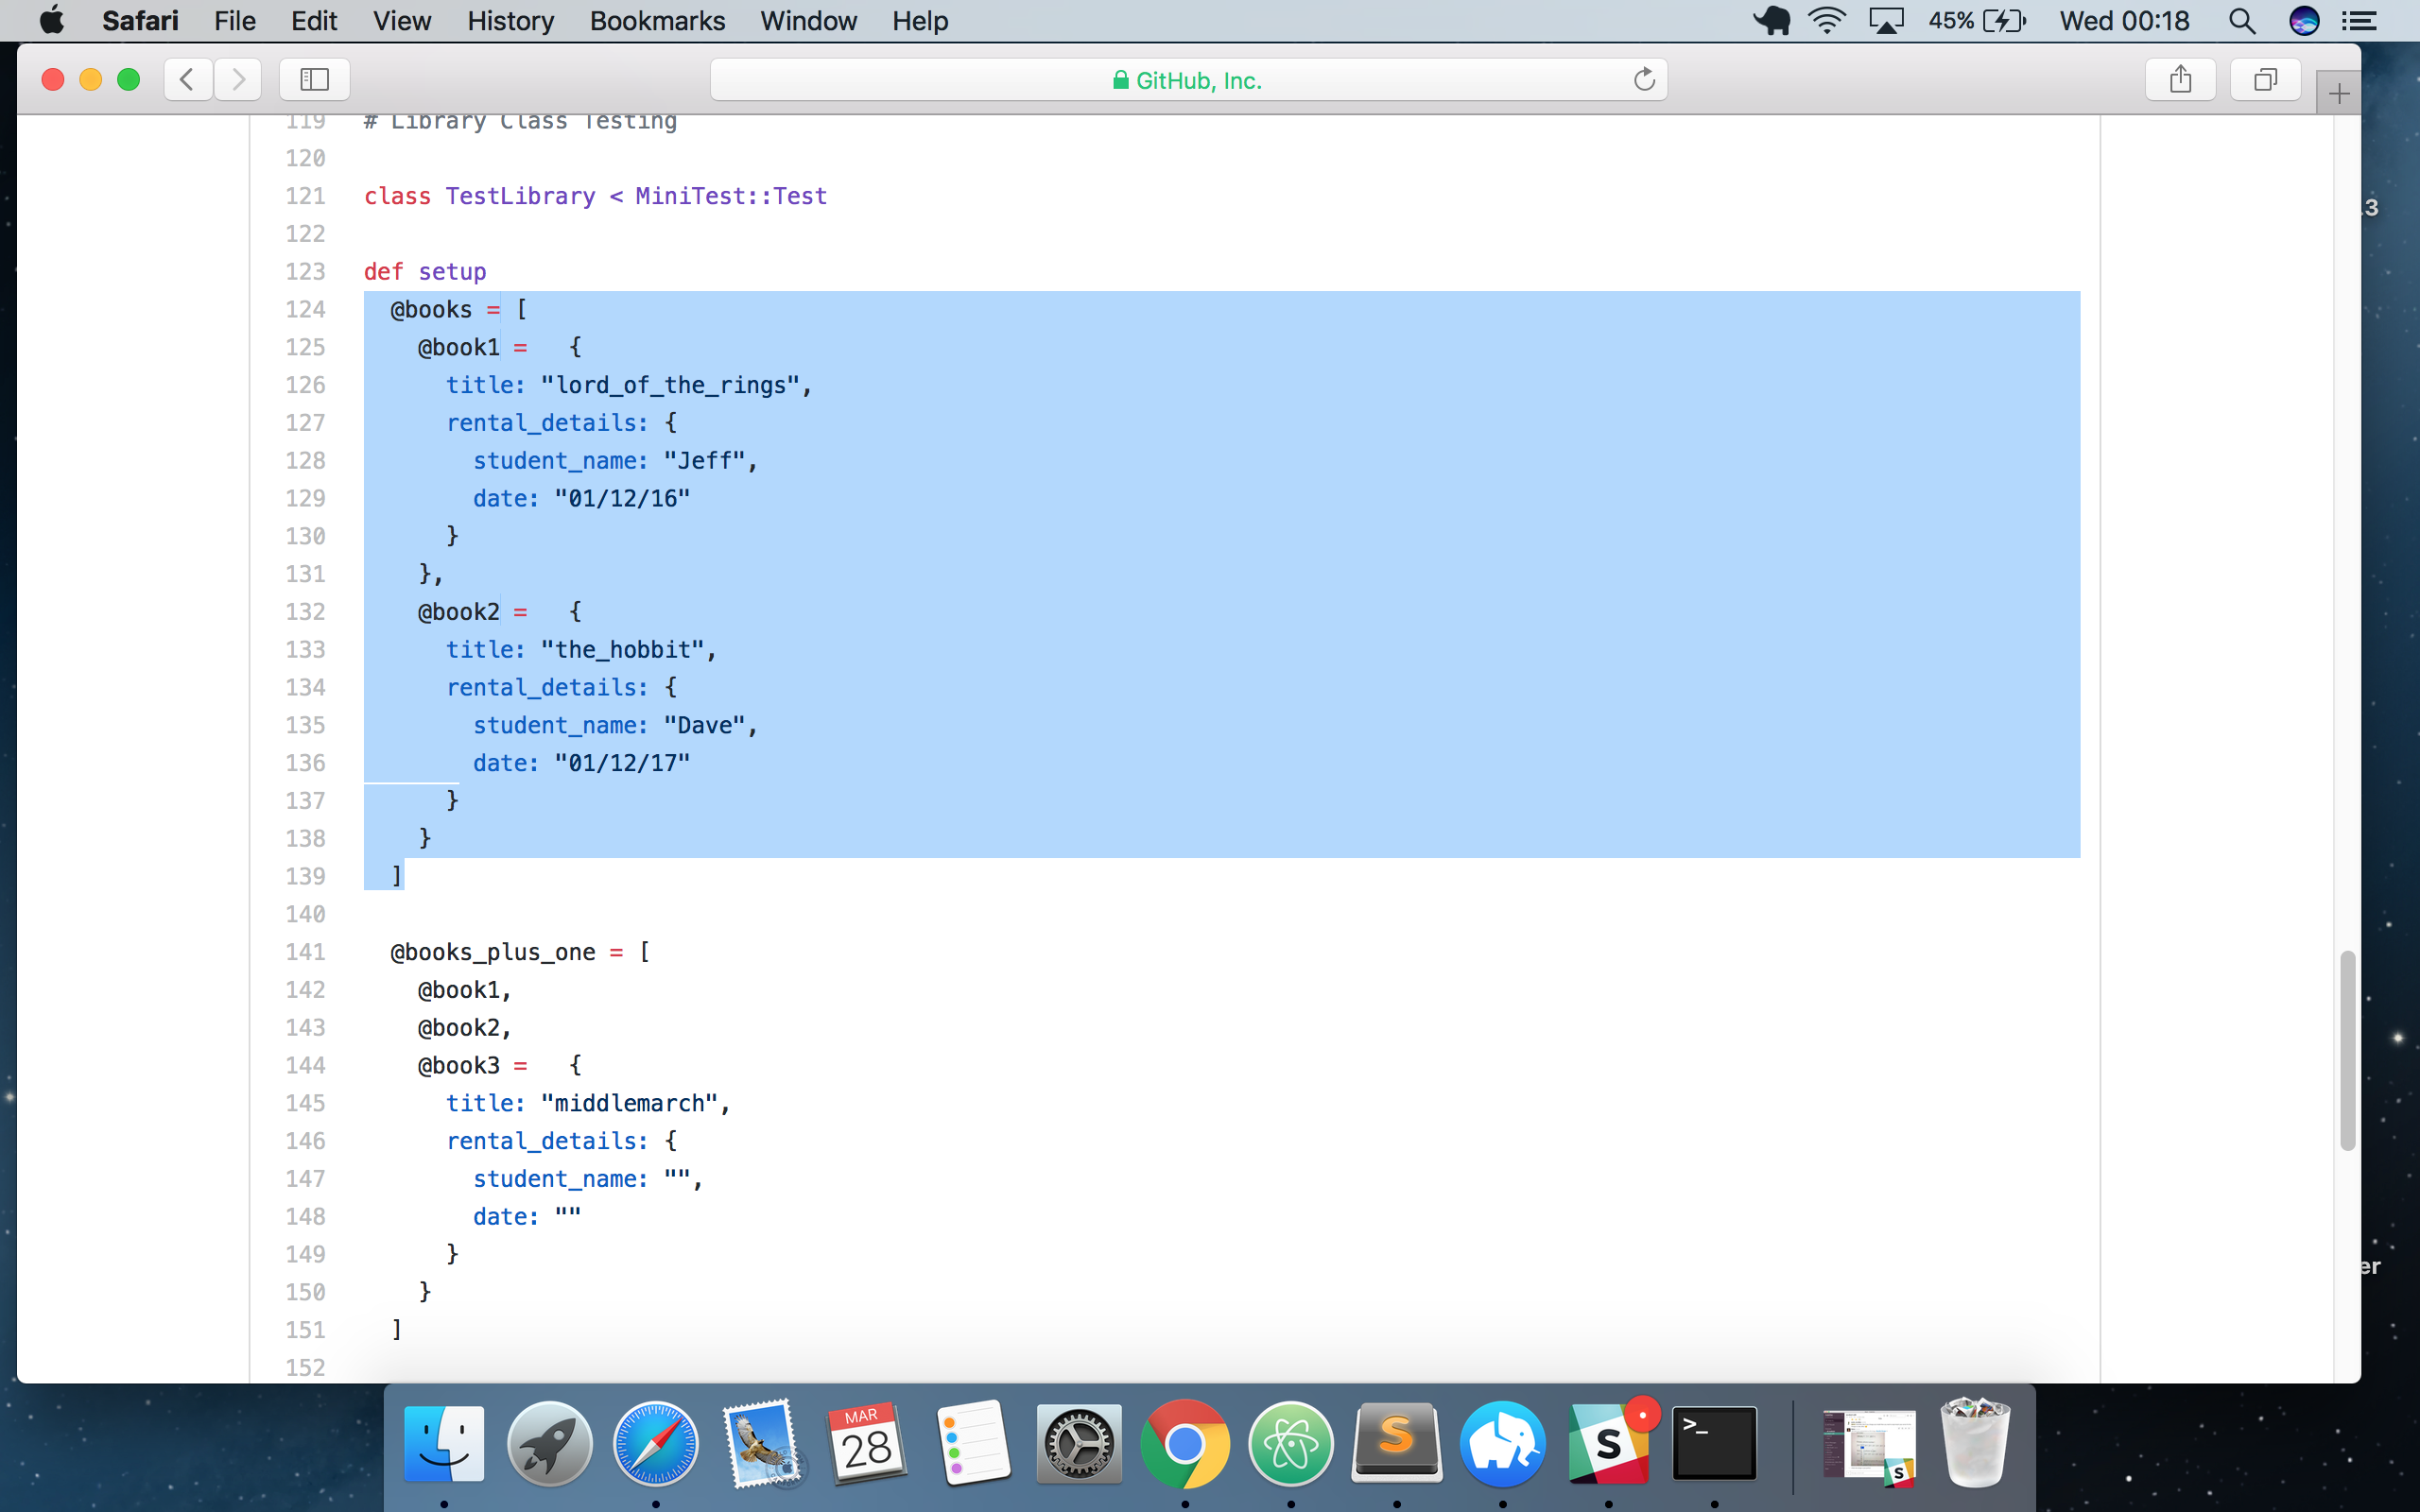 Safari File Edit View History Bookmarks Window Help 45% Wed 00:18
GitHub, Inc.
119 # Library Class Testing
120
121 class TestLibrary < MiniTest::Test
122
123 def setup
124 @books = [
125 @book1 = {
126 title: "lord_of_the_rings",
127 rental_details: {
128 student_name: "Jeff",
129 date: "01/12/16"
130 }
131 },
132 @book2 = {
133 title: "the_hobbit",
134 rental_details: {
135 student_name: "Dave",
136 date: "01/12/17"
137 }
138 }
139 ]
140
141 @books_plus_one = [
142 @book1,
143 @book2,
144 @book3 = {
145 title: "middlemarch",
146 rental_details: {
147 student_name: "",
148 date: ""
149 }
150 }
151 ]
152
.3
er
MAR
28
S
S
>_
S